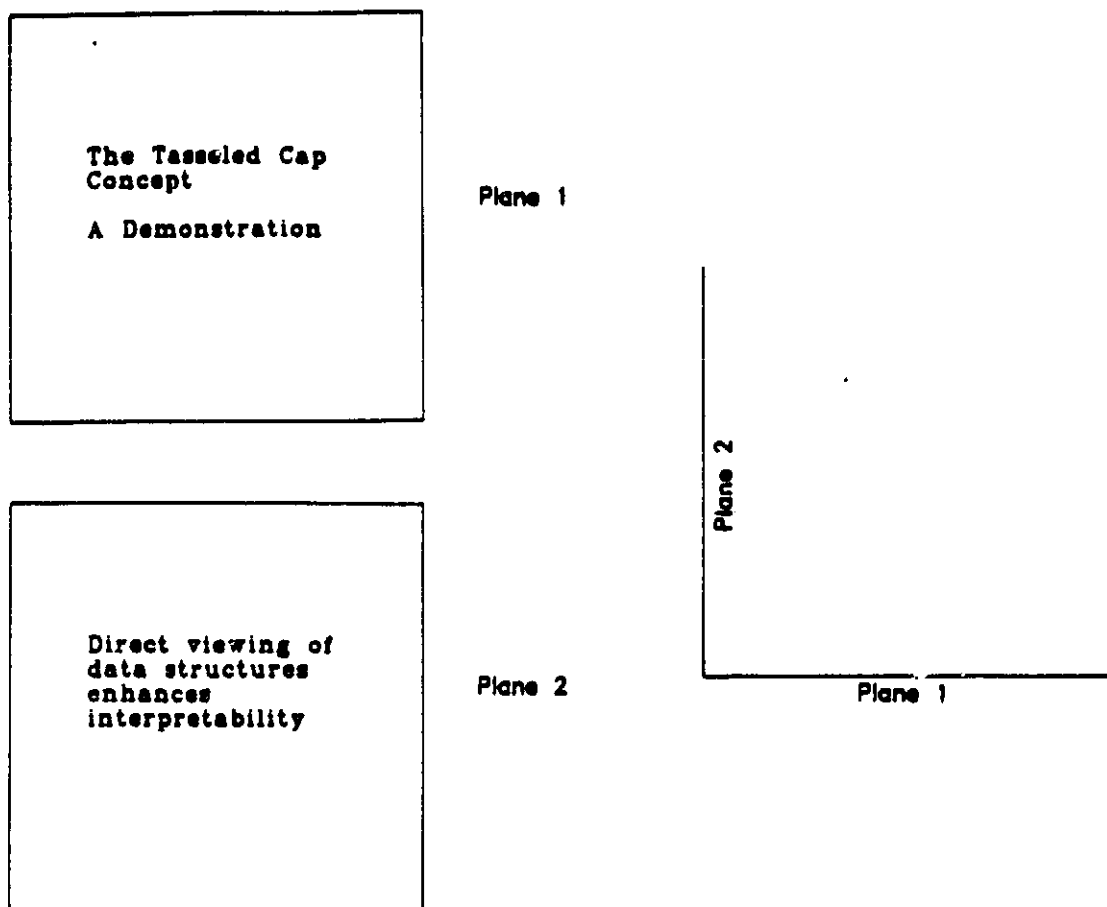 The Tasseled Cap
Concept
A Demonstration
Plane 1
Plane 2
Direct viewing of
data structures
enhances
interpretability
Plane 2
Plane 1